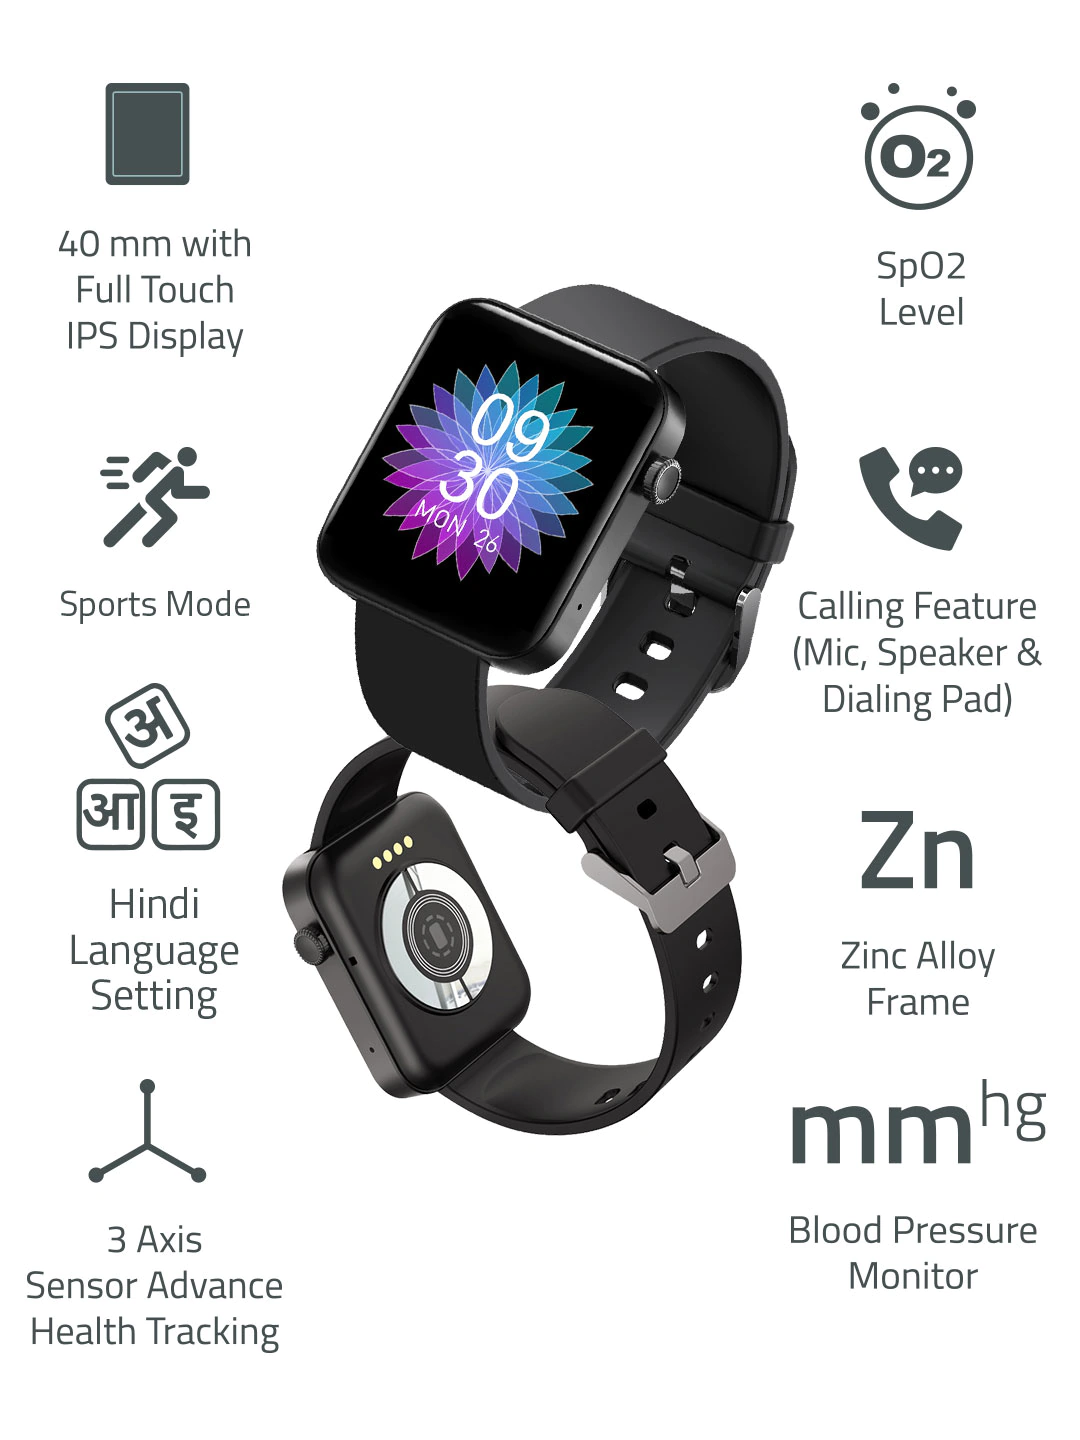 40 mm with
Full Touch
IPS Display
O2
SpO2
Level
09
30
MON 26
Sports Mode
Calling Feature
(Mic, Speaker &
Dialing Pad)
अ
आ इ
Hindi
Language
Setting
Zn
Zinc Alloy
Frame
3 Axis
Sensor Advance
Health Tracking
mmhg
Blood Pressure
Monitor